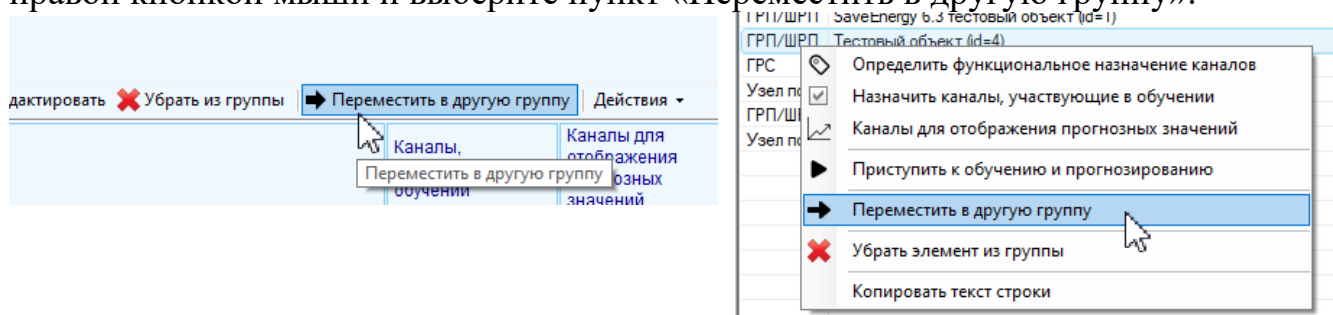 правой кнопкой мыши и выберите пункт «Переместить в другую группу».
дактировать Убрать из группы Переместить в другую группу Действия
Каналы,
обучении
Каналы для
отображения
значений
Переместить в другую группу
ГРП/ШРП SaveEnergy 6.3 тестовый объект (id=1)
ГРП/ШРП Тестовый объект (id=4)
ГРС
Узел
ГРП/Ш
Узел
Определить функциональное назначение каналов
Назначить каналы, участвующие в обучении
Каналы для отображения прогнозных значений
Приступить к обучению и прогнозированию
Переместить в другую группу
Убрать элемент из группы
Копировать текст строки